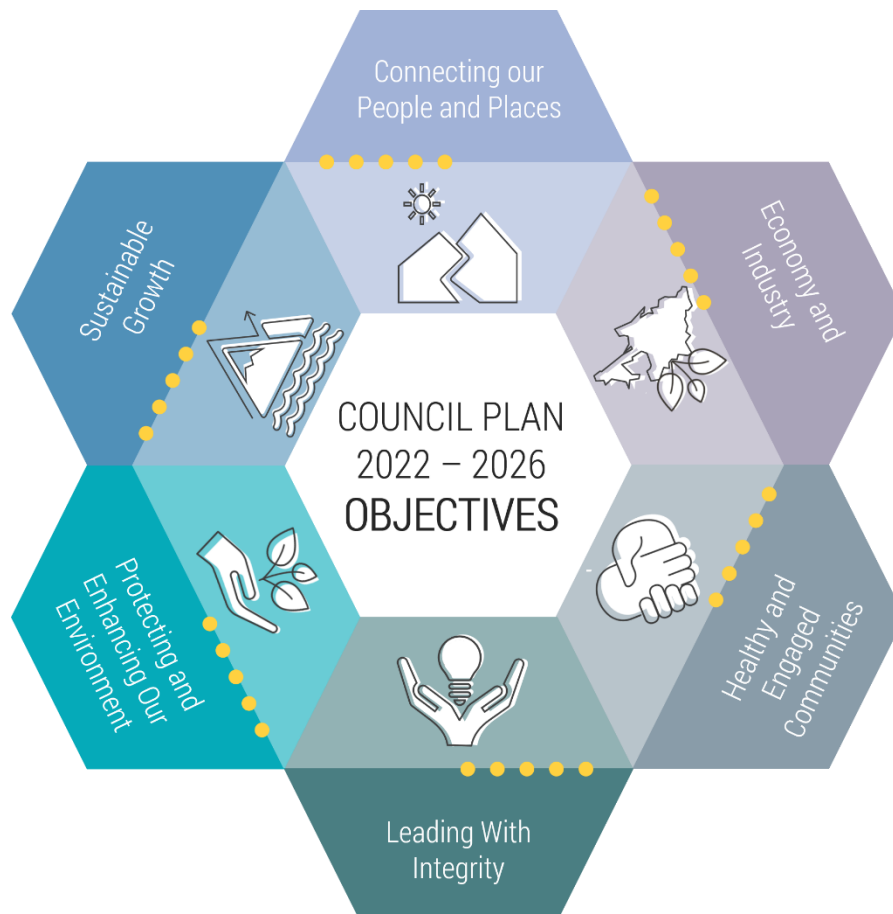 Connecting our
People and Places
Economy and
Industry
Healthy and
Engaged
Communities
Leading With
Integrity
Protecting and
Enhancing Our
Environment
Sustainable
Growth
COUNCIL PLAN
2022 – 2026
OBJECTIVES